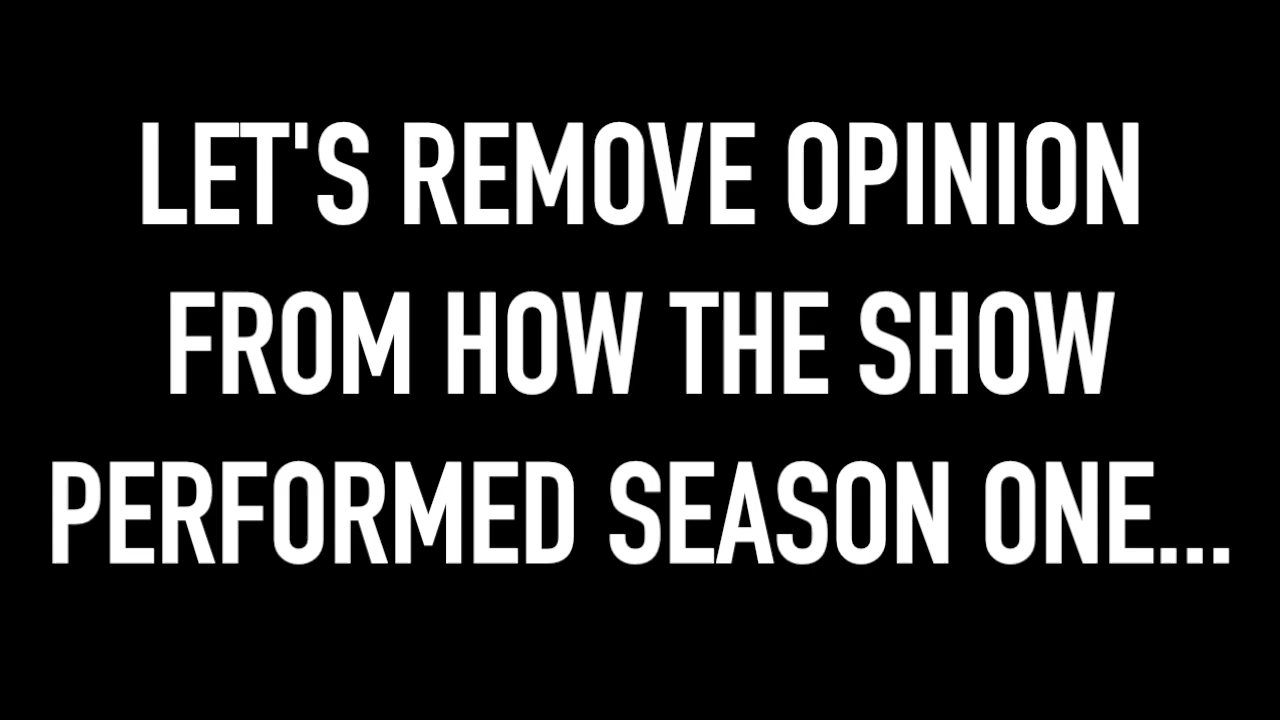 LET'S REMOVE OPINION
FROM HOW THE SHOW
PERFORMED SEASON ONE...